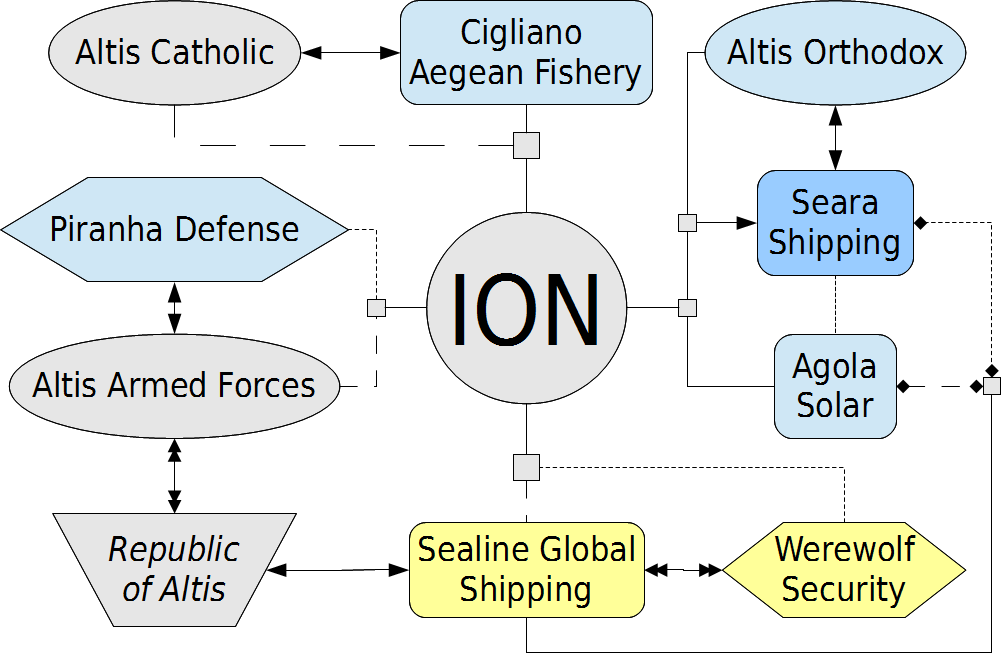 Altis Catholic
Cigliano
Aegean Fishery
Altis Orthodox
Piranha Defense
Seara
Shipping
ION
Altis Armed Forces
Agola
Solar
Republic
of Altis
Sealine Global
Shipping
Werewolf
Security